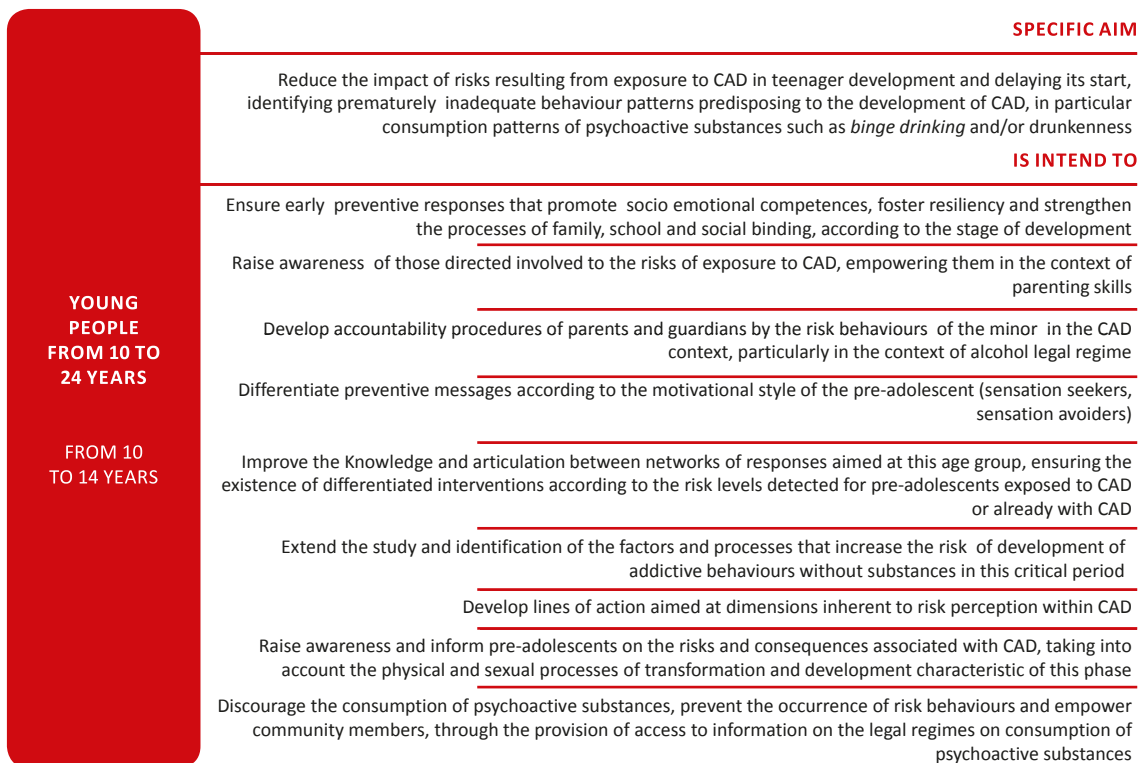 YOUNG
PEOPLE
FROM 10 TO
24 YEARS
FROM 10
TO 14 YEARS
SPECIFIC AIM
Reduce the impact of risks resulting from exposure to CAD in teenager development and delaying its start,
identifying prematurely inadequate behaviour patterns predisposing to the development of CAD, in particular
consumption patterns of psychoactive substances such as binge drinking and/or drunkenness
IS INTEND TO
Ensure early preventive responses that promote socio emotional competences, foster resiliency and strengthen
the processes of family, school and social binding, according to the stage of development
Raise awareness of those directed involved to the risks of exposure to CAD, empowering them in the context of
parenting skills
Develop accountability procedures of parents and guardians by the risk behaviours of the minor in the CAD
context, particularly in the context of alcohol legal regime
Differentiate preventive messages according to the motivational style of the pre-adolescent (sensation seekers,
sensation avoiders)
Improve the Knowledge and articulation between networks of responses aimed at this age group, ensuring the
existence of differentiated interventions according to the risk levels detected for pre-adolescents exposed to CAD
or already with CAD
Extend the study and identification of the factors and processes that increase the risk of development of
addictive behaviours without substances in this critical period
Develop lines of action aimed at dimensions inherent to risk perception within CAD
Raise awareness and inform pre-adolescents on the risks and consequences associated with CAD, taking into
account the physical and sexual processes of transformation and development characteristic of this phase
Discourage the consumption of psychoactive substances, prevent the occurrence of risk behaviours and empower
community members, through the provision of access to information on the legal regimes on consumption of
psychoactive substances